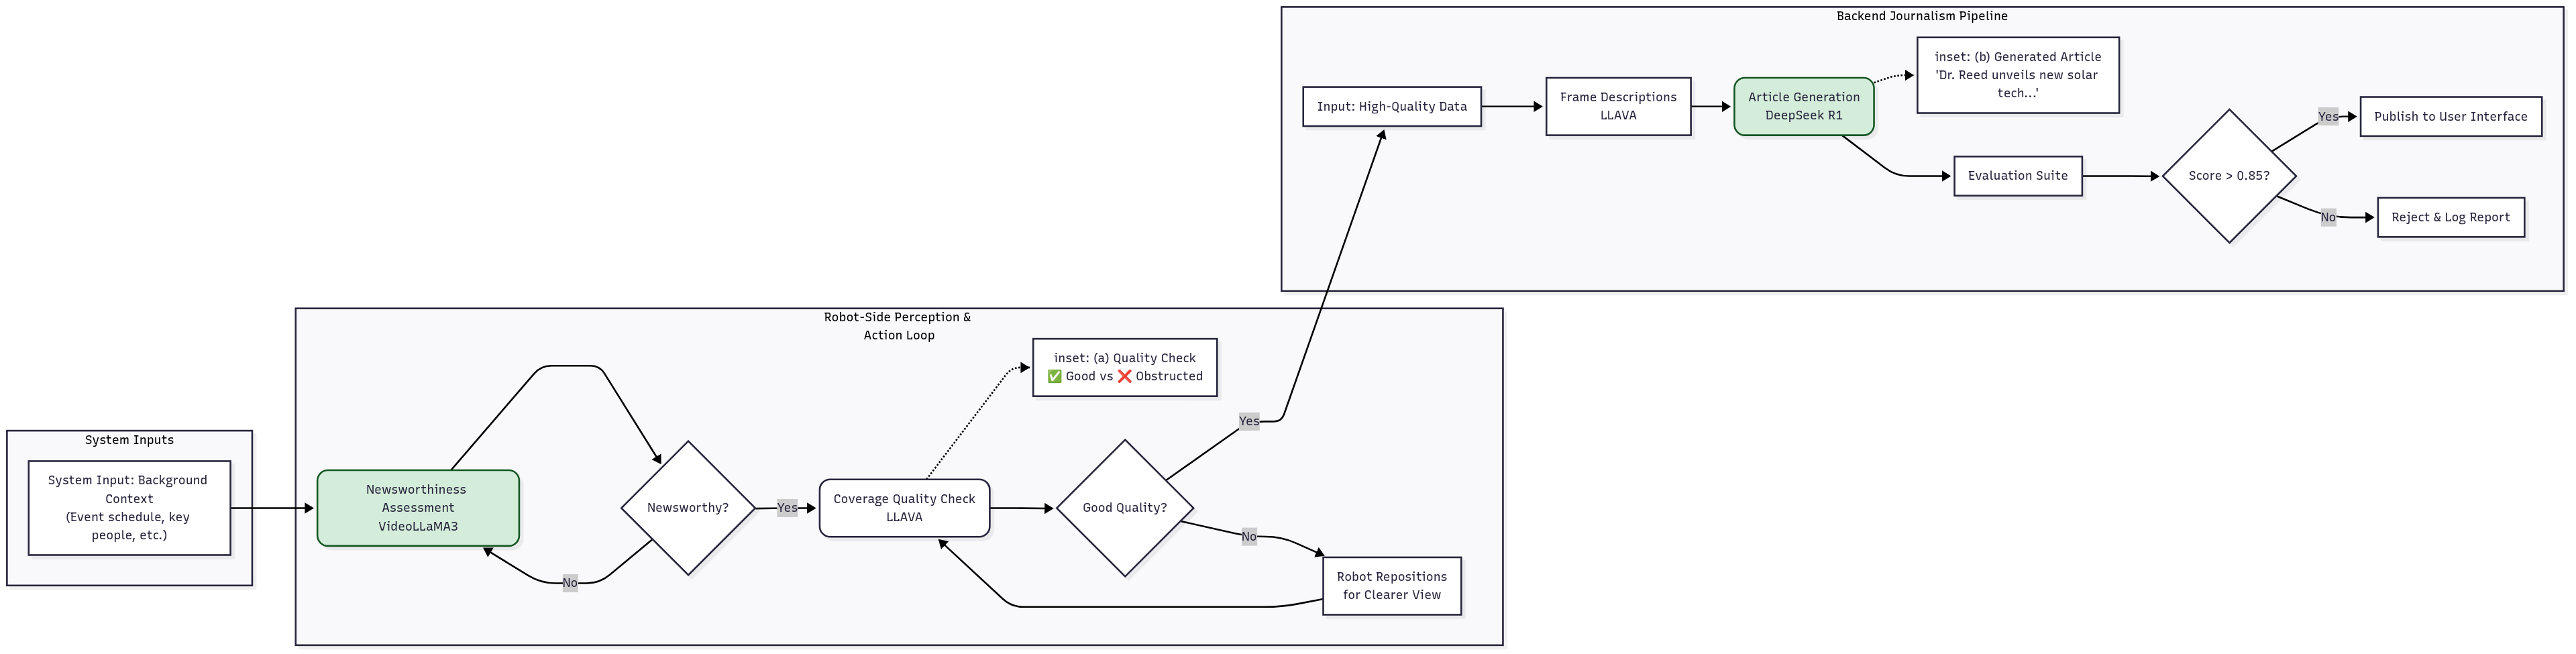 Backend Journalism Pipeline
inset: (b) Generated Article
'Dr. Reed unveils new solar
tech...'
Input: High-Quality Data
Frame Descriptions
LLAVA
Article Generation
DeepSeek R1
Evaluation Suite
Score > 0.85?
Yes
Publish to User Interface
No
Reject & Log Report
Robot-Side Perception &
Action Loop
inset: (a) Quality Check
✅ Good vs ❌ Obstructed
System Inputs
System Input: Background
Context
(Event schedule, key
people, etc.)
Newsworthiness
Assessment
VideoLLaMA3
Newsworthy?
No
Yes
Coverage Quality Check
LLAVA
Good Quality?
Yes
No
Robot Repositions
for Clearer View